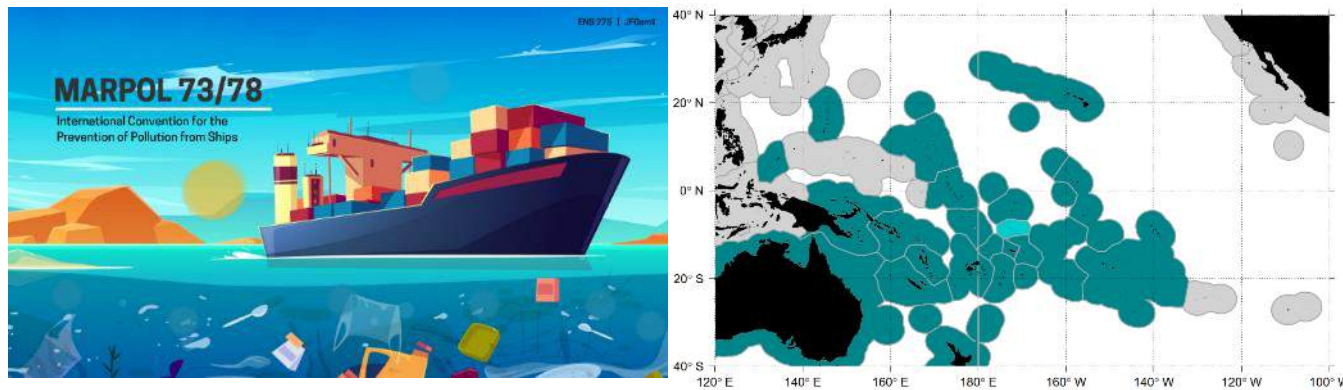 ENS 275 | JFGam4
MARPOL 73/78
International Convention for the
Prevention of Pollution from Ships
40° N
20° N
0° N
20° S
40° S
120° E
140° E
160° E
180° E
160° W
140° W
120° W
100° W